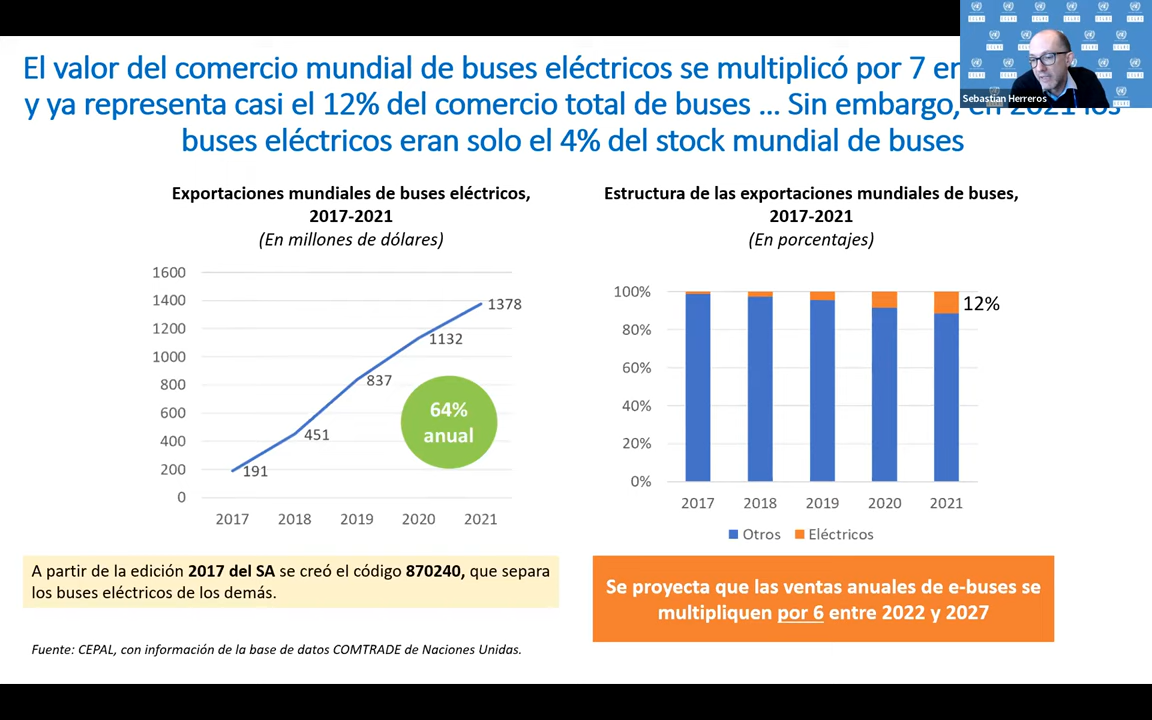 El valor del comercio mundial de buses eléctricos se multiplicó por 7
y ya representa casi el 12% del comercio total de buses … Sin embargo, en 2021 los
buses eléctricos eran solo el 4% del stock mundial de buses
Sebastian Herreros
Exportaciones mundiales de buses eléctricos,
2017-2021
(En millones de dólares)
1600
1400
1200
1000
800
600
400
200
0
191
451
837
1132
1378
64%
anual
2017 2018 2019 2020 2021
Estructura de las exportaciones mundiales de buses,
2017-2021
(En porcentajes)
100%
80%
60%
40%
20%
0%
12%
2017 2018 2019 2020 2021
Otros Eléctricos
A partir de la edición 2017 del SA se creó el código 870240, que separa
los buses eléctricos de los demás.
Se proyecta que las ventas anuales de e-buses se
multipliquen por 6 entre 2022 y 2027
Fuente: CEPAL, con información de la base de datos COMTRADE de Naciones Unidas.